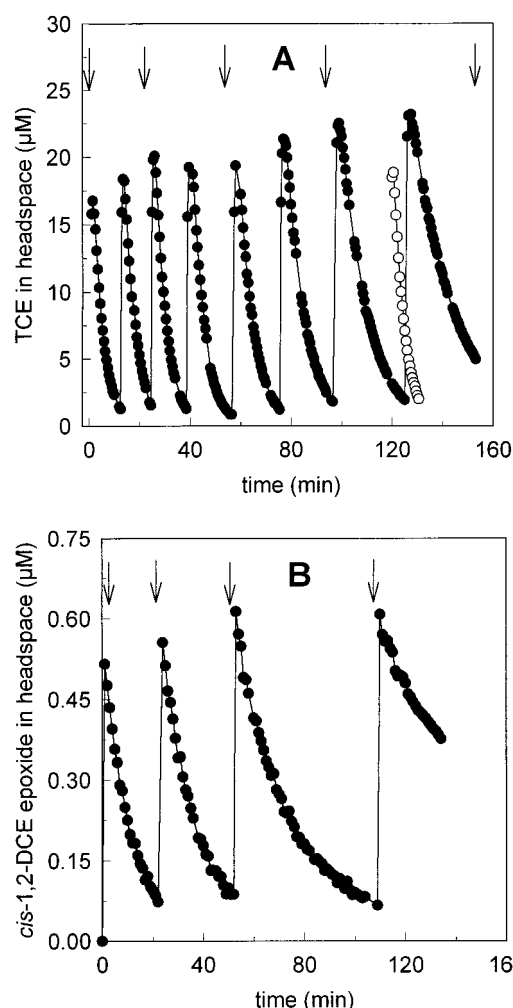 A
30
25
20
15
10
5
0
TCE in headspace (µM)
0 40 80 120 160
time (min)
B
0.75
0.60
0.45
0.30
0.15
0.00
cis-1,2-DCE epoxide in headspace (µM)
0 40 80 120 16
time (min)